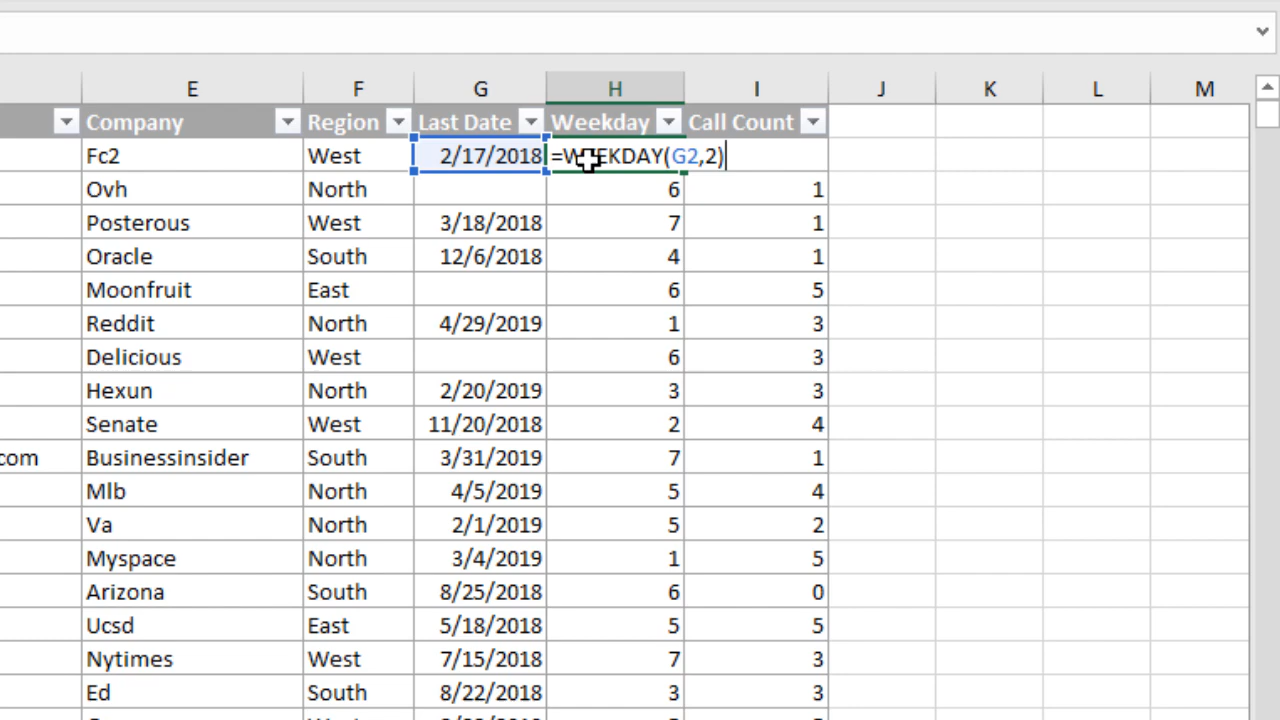 E F G H I J K L M
Company Region Last Date Weekday Call Count
Fc2 West 2/17/2018 =WEEKDAY(G2,2)
Ovh North 6 1
Posterous West 3/18/2018 7 1
Oracle South 12/6/2018 4 1
Moonfruit East 6 5
Reddit North 4/29/2019 1 3
Delicious West 6 3
Hexun North 2/20/2019 3 3
Senate West 11/20/2018 2 4
com Businessinsider South 3/31/2019 7 1
Mlb North 4/5/2019 5 4
Va North 2/1/2019 5 2
Myspace North 3/4/2019 1 5
Arizona South 8/25/2018 6 0
Ucsd East 5/18/2018 5 5
Nytimes West 7/15/2018 7 3
Ed South 8/22/2018 3 3